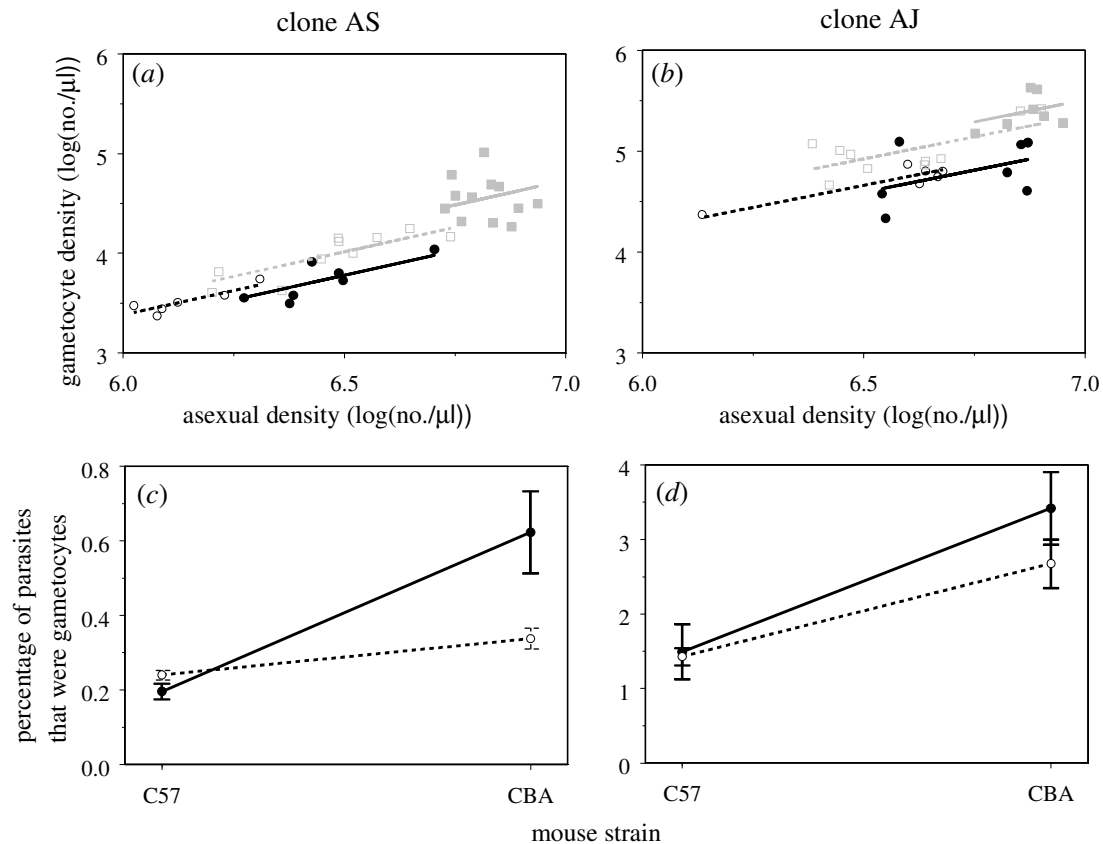 clone AS
clone AJ
(a)
(b)
gametocyte density (log(no./μl))
6
5
4
3
6
5
4
3
6.0
6.5
7.0
6.0
6.5
7.0
asexual density (log(no./μl))
asexual density (log(no./μl))
(c)
(d)
percentage of parasites
that were gametocytes
0.8
0.6
0.4
0.2
0.0
4
3
2
1
0
C57
CBA
C57
CBA
mouse strain